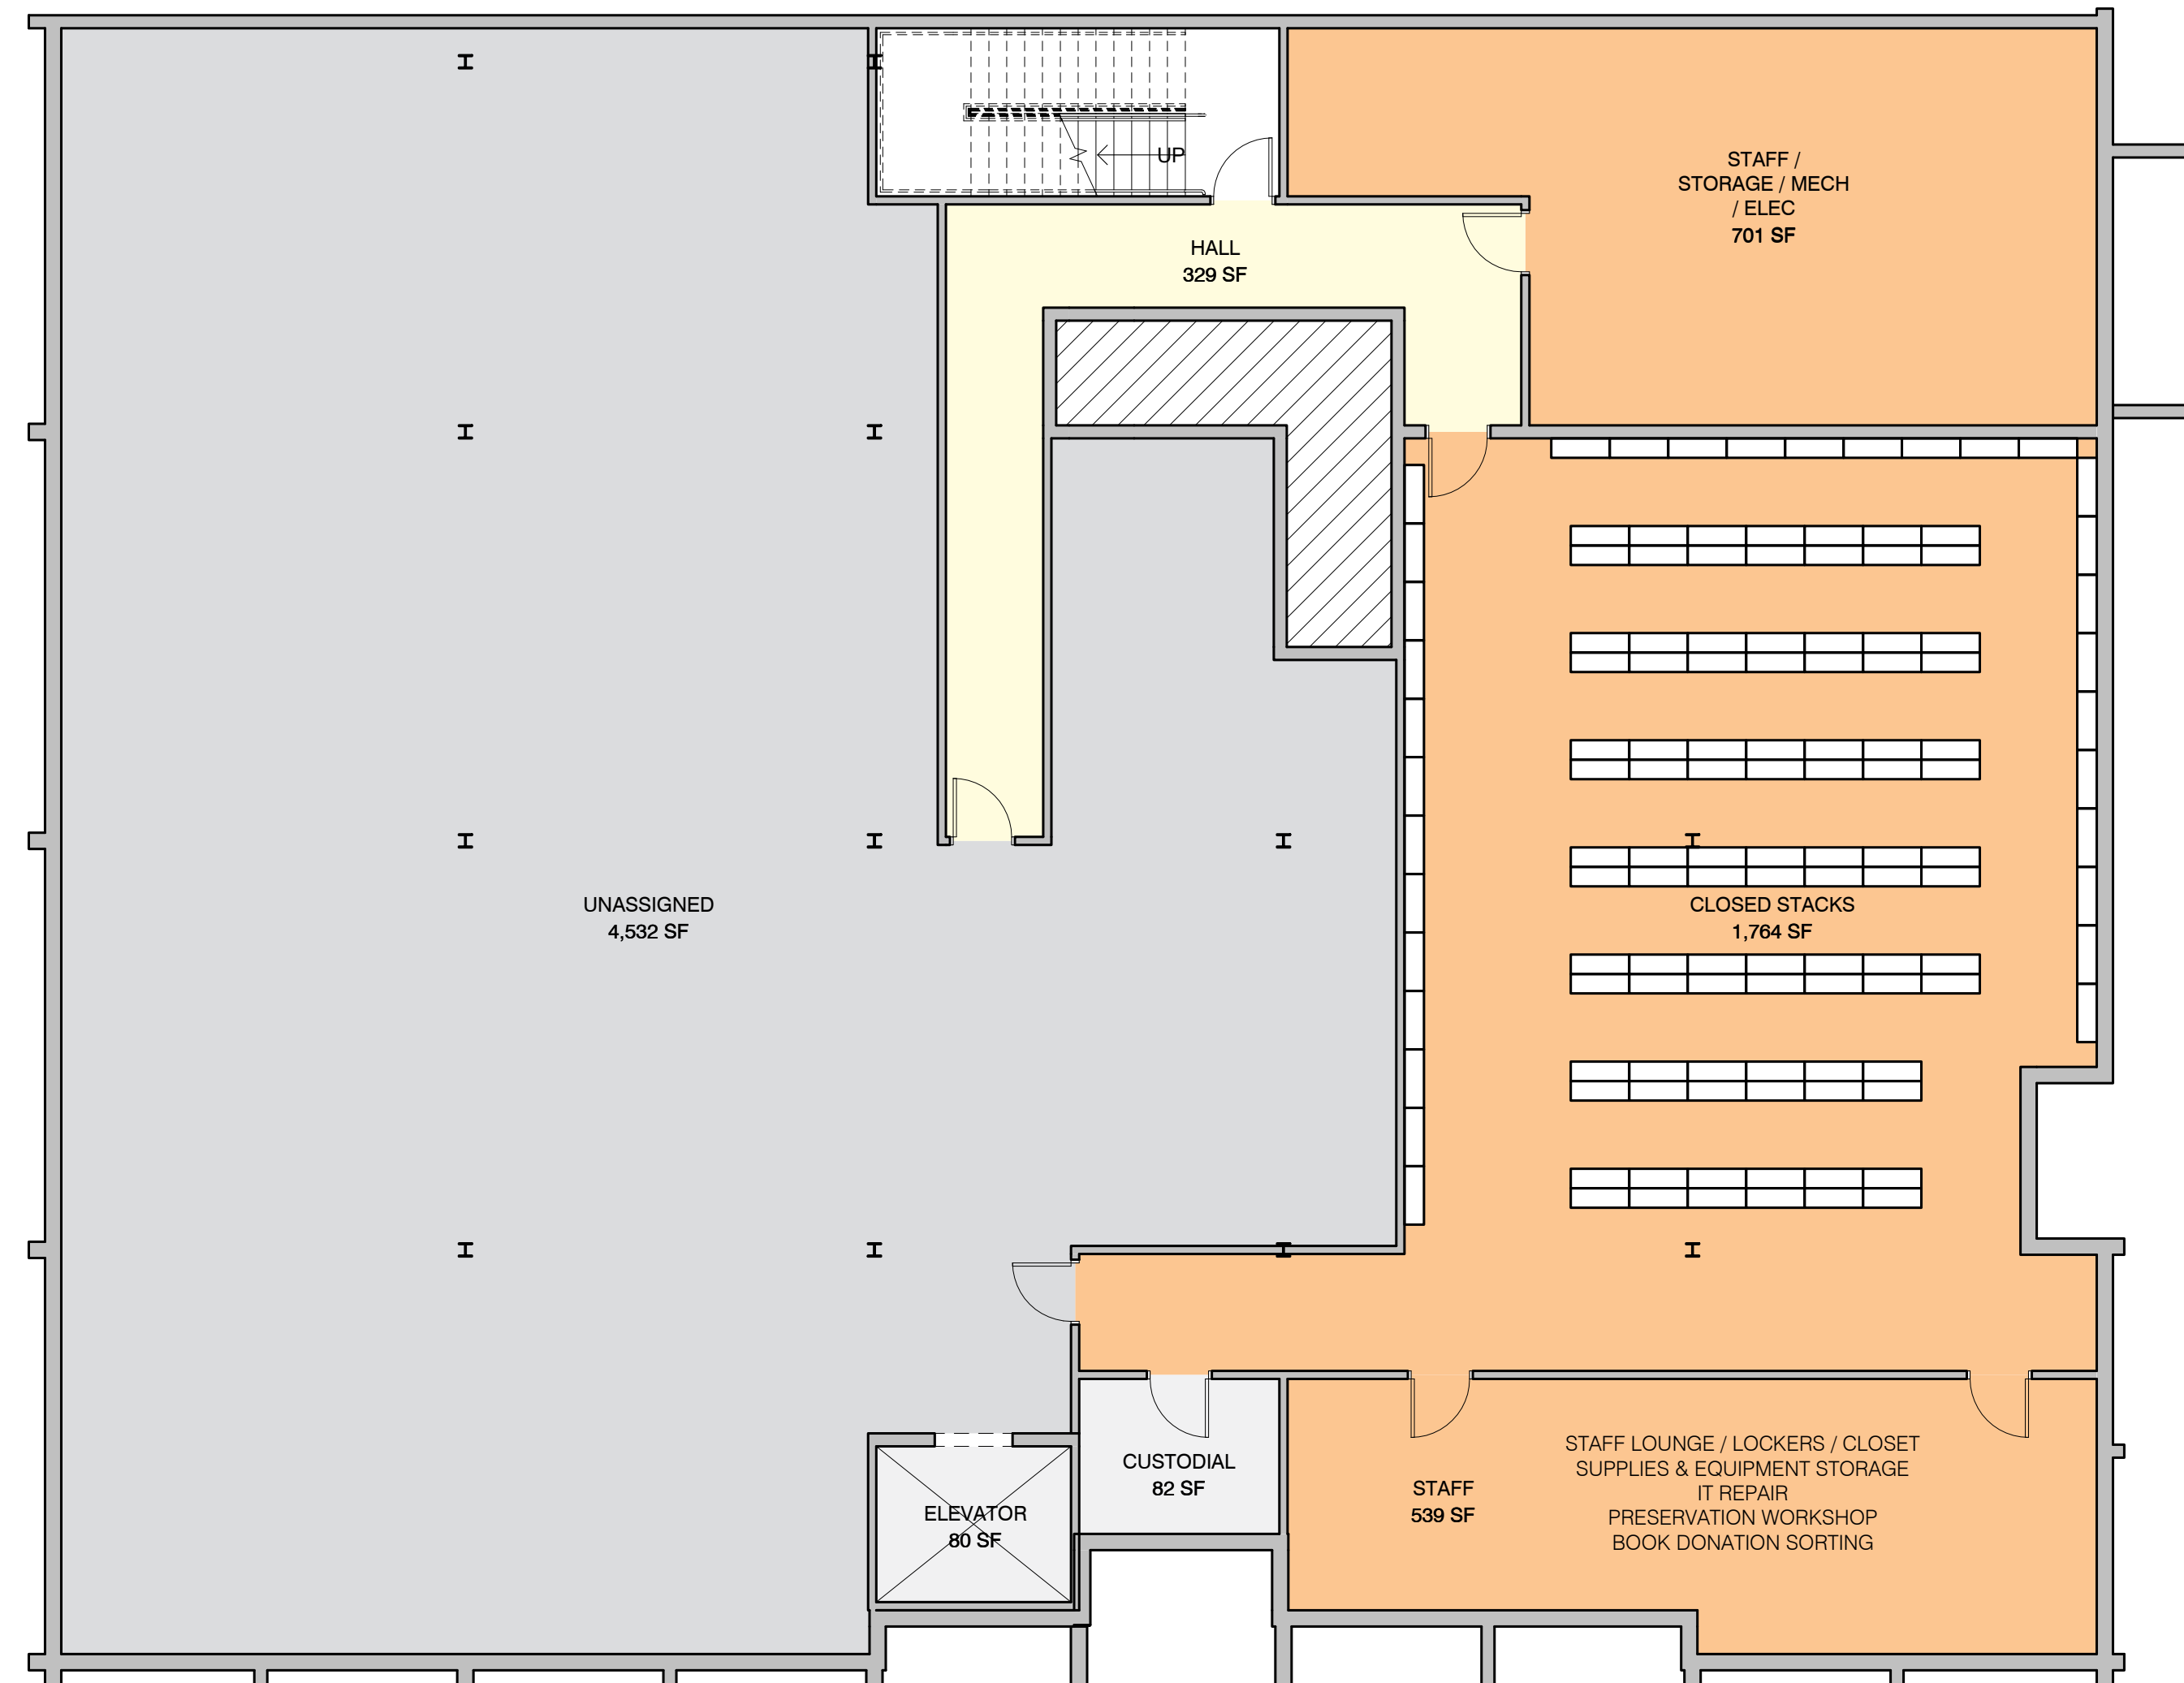 UP
STAFF /
STORAGE / MECH
/ ELEC
701 SF
HALL
329 SF
UNASSIGNED
4,532 SF
CLOSED STACKS
1,764 SF
CUSTODIAL
82 SF
ELEVATOR
80 SF
STAFF
539 SF
STAFF LOUNGE / LOCKERS / CLOSET
SUPPLIES & EQUIPMENT STORAGE
IT REPAIR
PRESERVATION WORKSHOP
BOOK DONATION SORTING